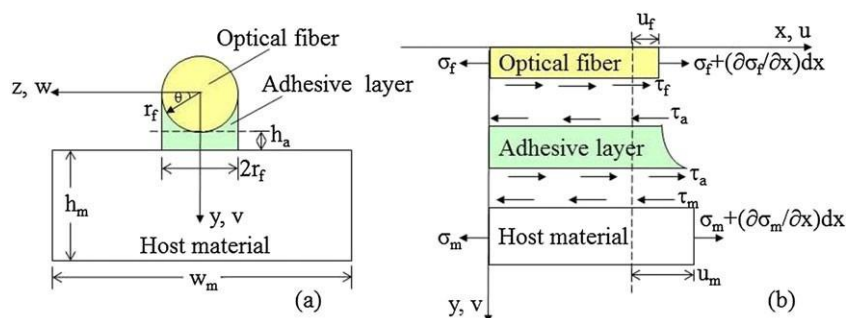 Optical fiber
Adhesive layer
z, w
θ
r_f
h_a
2r_f
h_m
y, v
Host material
w_m
(a)
u_f
x, u
σ_f
Optical fiber
σ_f+(∂σ_f/∂x)dx
τ_f
τ_a
Adhesive layer
τ_a
τ_m
σ_m
Host material
σ_m+(∂σ_m/∂x)dx
u_m
y, v
(b)